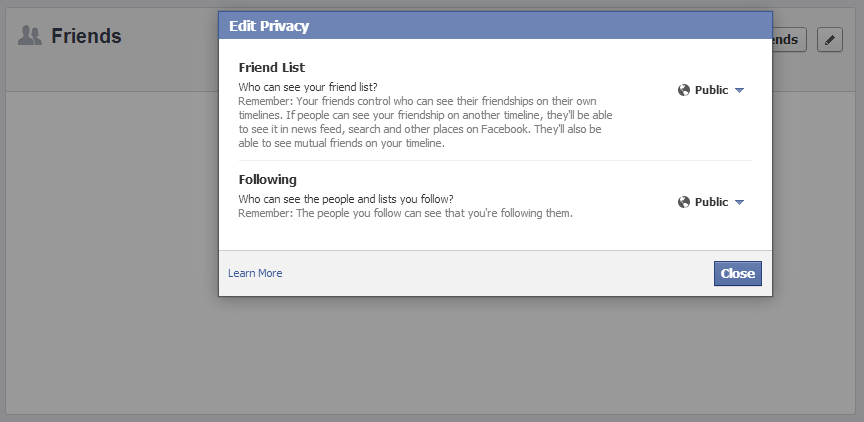 Friends
Edit Privacy
Friend List
Who can see your friend list?
Remember: Your friends control who can see their friendships on their own
timelines. If people can see your friendship on another timeline, they'll be able
to see it in news feed, search and other places on Facebook. They'll also be
able to see mutual friends on your timeline.
Public
Following
Who can see the people and lists you follow?
Remember: The people you follow can see that you're following them.
Public
Learn More
Close